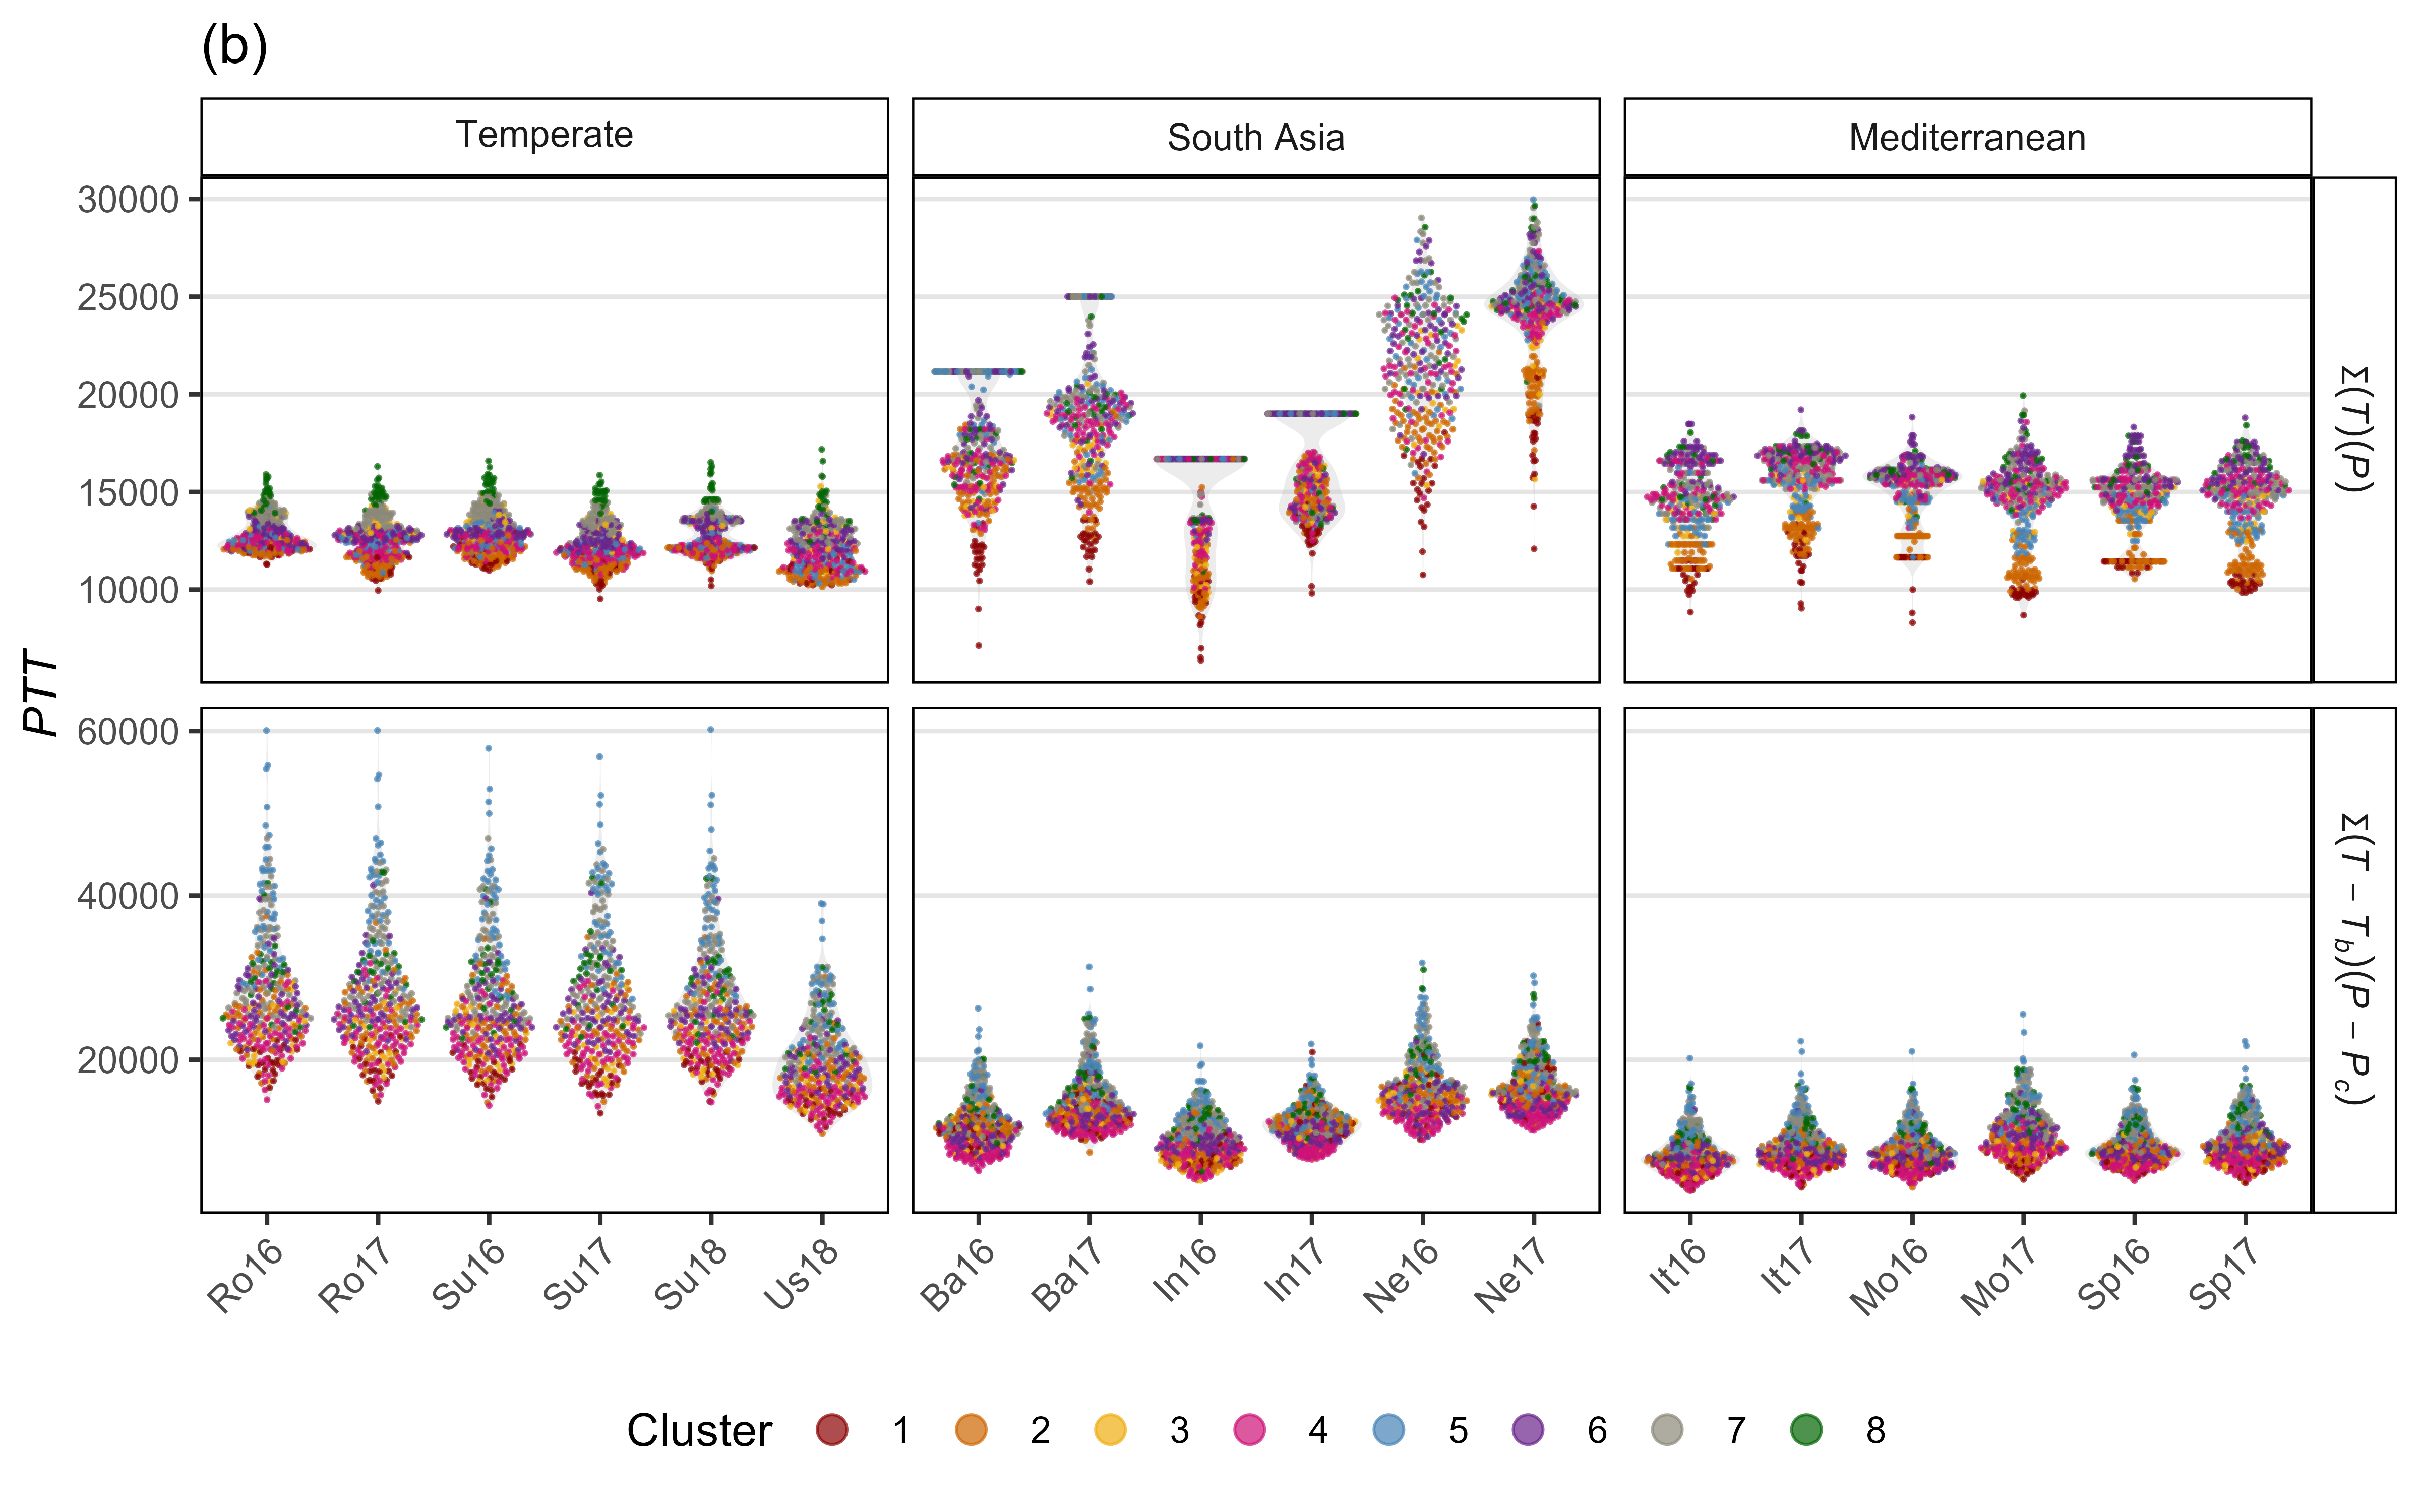 (b)
Temperate
South Asia
Mediterranean
30000
25000
20000
15000
10000
Σ(T)(P)
PTT
60000
40000
20000
Σ(T − T_b)(P − P_c)
Ro16
Ro17
Su16
Su17
Su18
Us18
Ba16
Ba17
In16
In17
Ne16
Ne17
It16
It17
Mo16
Mo17
Sp16
Sp17
Cluster 1 2 3 4 5 6 7 8